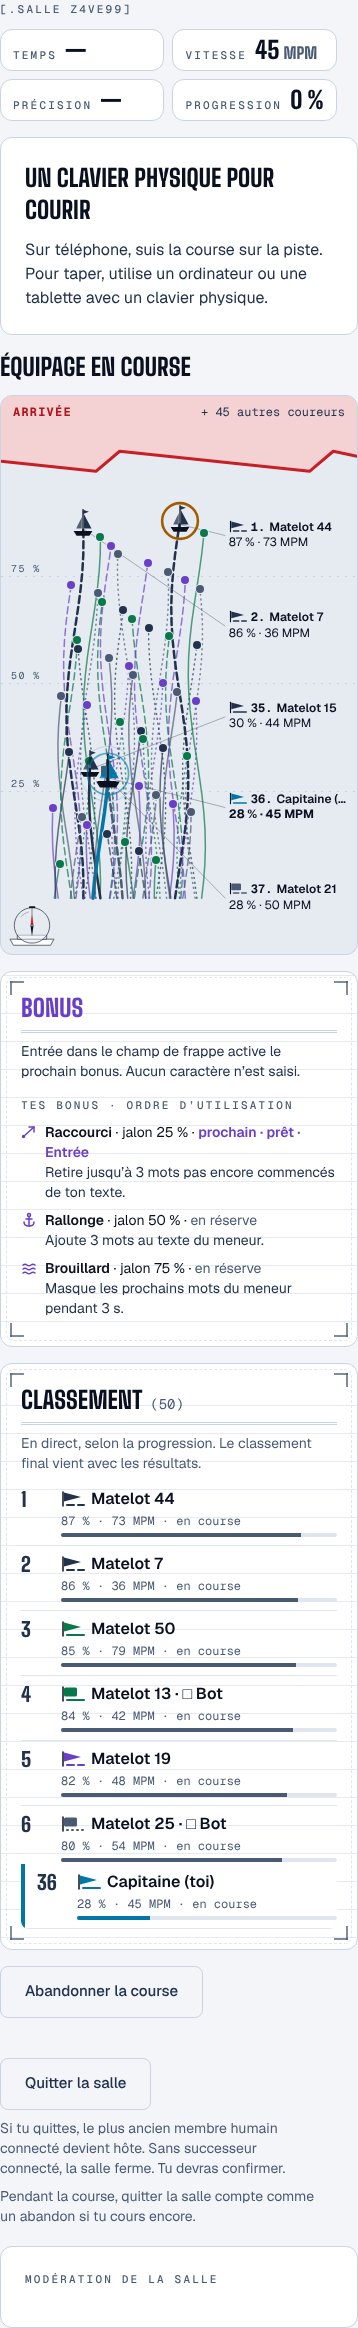 [.SALLE Z4VE99]
TEMPS —
VITESSE 45 MPM
PRÉCISION —
PROGRESSION 0 %
UN CLAVIER PHYSIQUE POUR
COURIR
Sur téléphone, suis la course sur la piste.
Pour taper, utilise un ordinateur ou une
tablette avec un clavier physique.
ÉQUIPAGE EN COURSE
ARRIVÉE
+ 45 autres coureurs
1. Matelot 44
87 % · 73 MPM
75 %
2. Matelot 7
86 % · 36 MPM
50 %
35. Matelot 15
30 % · 44 MPM
25 %
36. Capitaine (…
28 % · 45 MPM
37. Matelot 21
28 % · 50 MPM
BONUS
Entrée dans le champ de frappe active le
prochain bonus. Aucun caractère n'est saisi.
TES BONUS · ORDRE D'UTILISATION
Raccourci · jalon 25 % · prochain · prêt ·
Entrée
Retire jusqu'à 3 mots pas encore commencés
de ton texte.
Rallonge · jalon 50 % · en réserve
Ajoute 3 mots au texte du meneur.
Brouillard · jalon 75 % · en réserve
Masque les prochains mots du meneur
pendant 3 s.
CLASSEMENT (50)
En direct, selon la progression. Le classement
final vient avec les résultats.
1 Matelot 44
87 % · 73 MPM · en course
2 Matelot 7
86 % · 36 MPM · en course
3 Matelot 50
85 % · 79 MPM · en course
4 Matelot 13 · □ Bot
84 % · 42 MPM · en course
5 Matelot 19
82 % · 48 MPM · en course
6 Matelot 25 · □ Bot
80 % · 54 MPM · en course
36 Capitaine (toi)
28 % · 45 MPM · en course
Abandonner la course
Quitter la salle
Si tu quittes, le plus ancien membre humain
connecté devient hôte. Sans successeur
connecté, la salle ferme. Tu devras confirmer.
Pendant la course, quitter la salle compte comme
un abandon si tu cours encore.
MODÉRATION DE LA SALLE